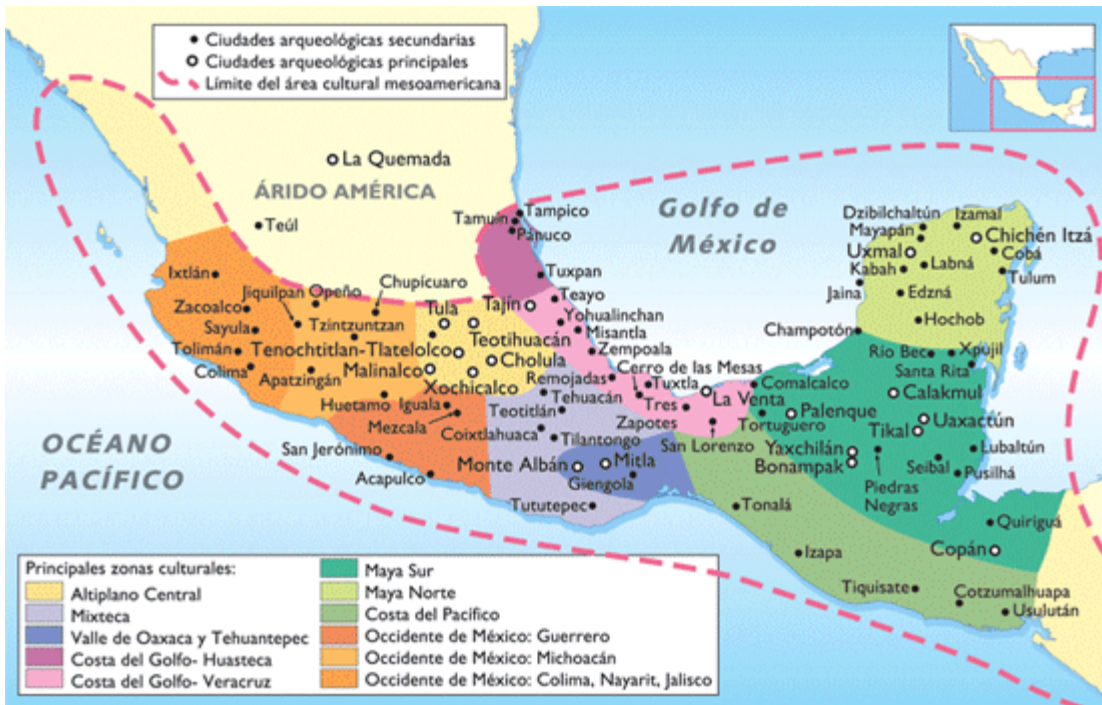 Ciudades arqueológicas secundarias
Ciudades arqueológicas principales
Límite del área cultural mesoamericana
La Quemada
ÁRIDO AMÉRICA
Teúl
Golfo de
México
Tamuín
Tampico
Pánuco
Tuxpan
Dzibilchaltún
Izamal
Mayapán
Chichén Itzá
Uxmal
Cobá
Kabah
Labná
Tulum
Jaina
Edzná
Hochob
Champotón
Ixtlán
Jiquilpan
Opeño
Chupícuaro
Zacoalco
Sayula
Tzintzuntzan
Tolimán
Colima
Apatzingán
Tula
Tajín
Teayo
Yohualinchan
Misantla
Teotihuacán
Tenochtitlan-Tlatelolco
Zempoala
Cholula
Malinalco
Xochicalco
Cerro de las Mesas
Remojadas
Tuxtla
Comalcalco
Río Bec
Xpujil
Santa Rita
Calakmul
Huetamo
Iguala
Tehuacán
Teotitlán
Tres
Zapotes
La Venta
Palenque
Tortuguero
Uaxactún
Tikal
Mezcala
Coixtlahuaca
Tilantongo
San Lorenzo
Yaxchilán
Bonampak
Lubaltún
Seibal
Pusilhá
OCÉANO
PACÍFICO
San Jerónimo
Acapulco
Monte Albán
Mitla
Giengola
Piedras
Negras
Tututepec
Tonalá
Quiriguá
Copán
Izapa
Tiquisate
Cotzumalhuapa
Usulután
Principales zonas culturales:
Altiplano Central
Mixteca
Valle de Oaxaca y Tehuantepec
Costa del Golfo- Huasteca
Costa del Golfo- Veracruz
Maya Sur
Maya Norte
Costa del Pacífico
Occidente de México: Guerrero
Occidente de México: Michoacán
Occidente de México: Colima, Nayarit, Jalisco